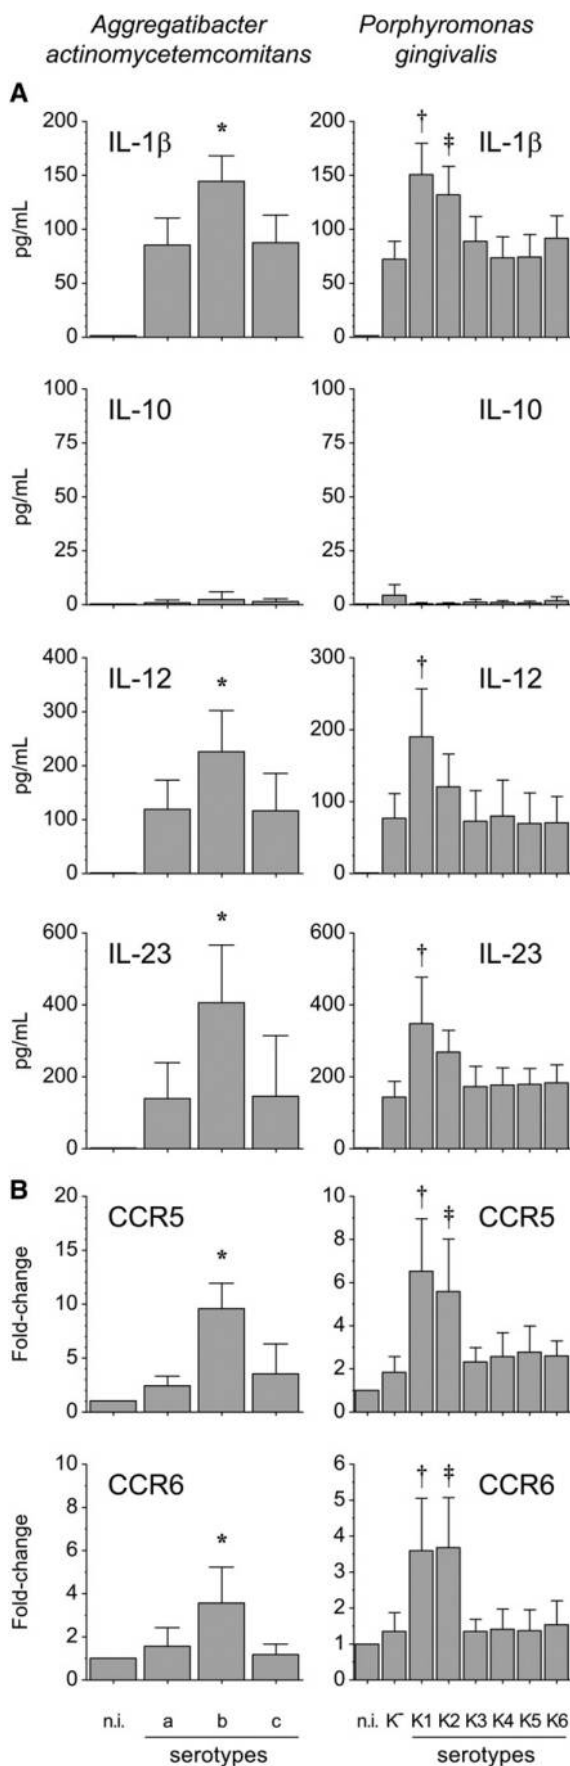 Aggregatibacter
actinomycetemcomitans
Porphyromonas
gingivalis
A
200
150
100
50
0
pg/mL
IL-1β
*
200
150
100
50
0
†
‡
IL-1β
100
75
50
25
0
pg/mL
IL-10
100
75
50
25
0
IL-10
400
300
200
100
0
pg/mL
IL-12
*
300
200
100
0
†
IL-12
600
400
200
0
pg/mL
IL-23
*
600
400
200
0
†
IL-23
B
20
15
10
5
0
Fold-change
CCR5
*
10
8
6
4
2
0
†
‡
CCR5
10
8
6
4
2
0
Fold-change
CCR6
*
6
5
4
3
2
1
0
†
‡
CCR6
n.i. a b c
serotypes
n.i. K⁻ K1 K2 K3 K4 K5 K6
serotypes